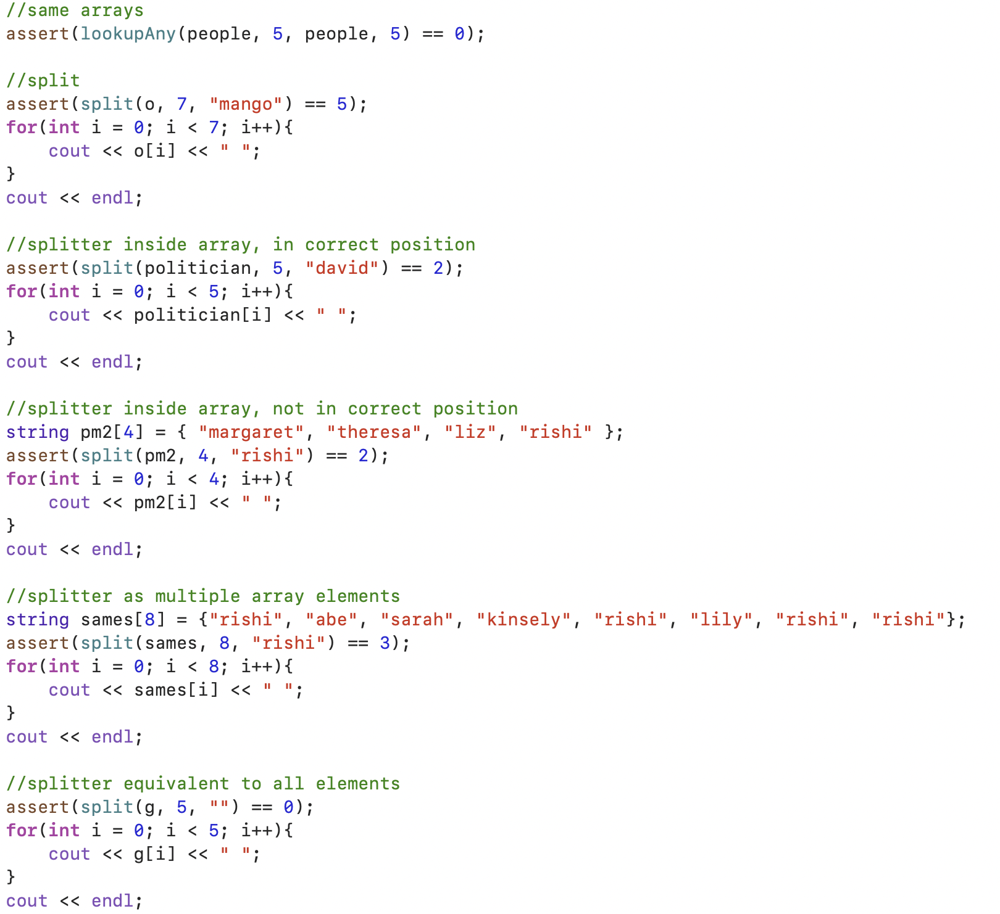 //same arrays
assert(lookupAny(people, 5, people, 5) == 0);

//split
assert(split(o, 7, "mango") == 5);
for(int i = 0; i < 7; i++){
    cout << o[i] << " ";
}
cout << endl;

//splitter inside array, in correct position
assert(split(politician, 5, "david") == 2);
for(int i = 0; i < 5; i++){
    cout << politician[i] << " ";
}
cout << endl;

//splitter inside array, not in correct position
string pm2[4] = { "margaret", "theresa", "liz", "rishi" };
assert(split(pm2, 4, "rishi") == 2);
for(int i = 0; i < 4; i++){
    cout << pm2[i] << " ";
}
cout << endl;

//splitter as multiple array elements
string sames[8] = {"rishi", "abe", "sarah", "kinsely", "rishi", "lily", "rishi", "rishi"};
assert(split(sames, 8, "rishi") == 3);
for(int i = 0; i < 8; i++){
    cout << sames[i] << " ";
}
cout << endl;

//splitter equivalent to all elements
assert(split(g, 5, "") == 0);
for(int i = 0; i < 5; i++){
    cout << g[i] << " ";
}
cout << endl;